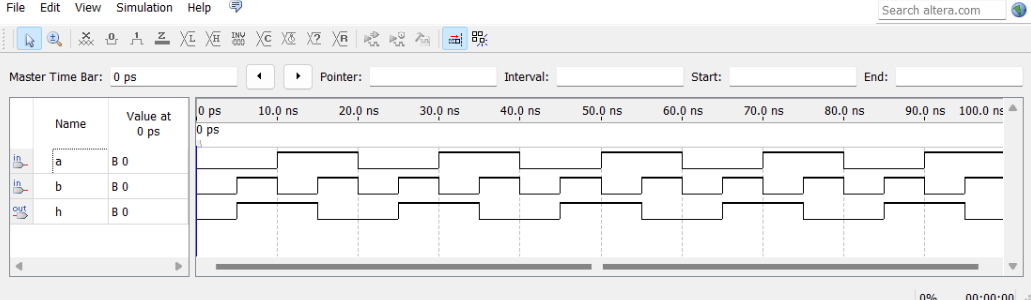 File Edit View Simulation Help Search altera.com
Master Time Bar: 0 ps Pointer: Interval: Start: End:
Name Value at 0 ps
0 ps 10.0 ns 20.0 ns 30.0 ns 40.0 ns 50.0 ns 60.0 ns 70.0 ns 80.0 ns 90.0 ns 100.0 ns
0 ps
in a B 0
in b B 0
out h B 0
0% 00:00:00